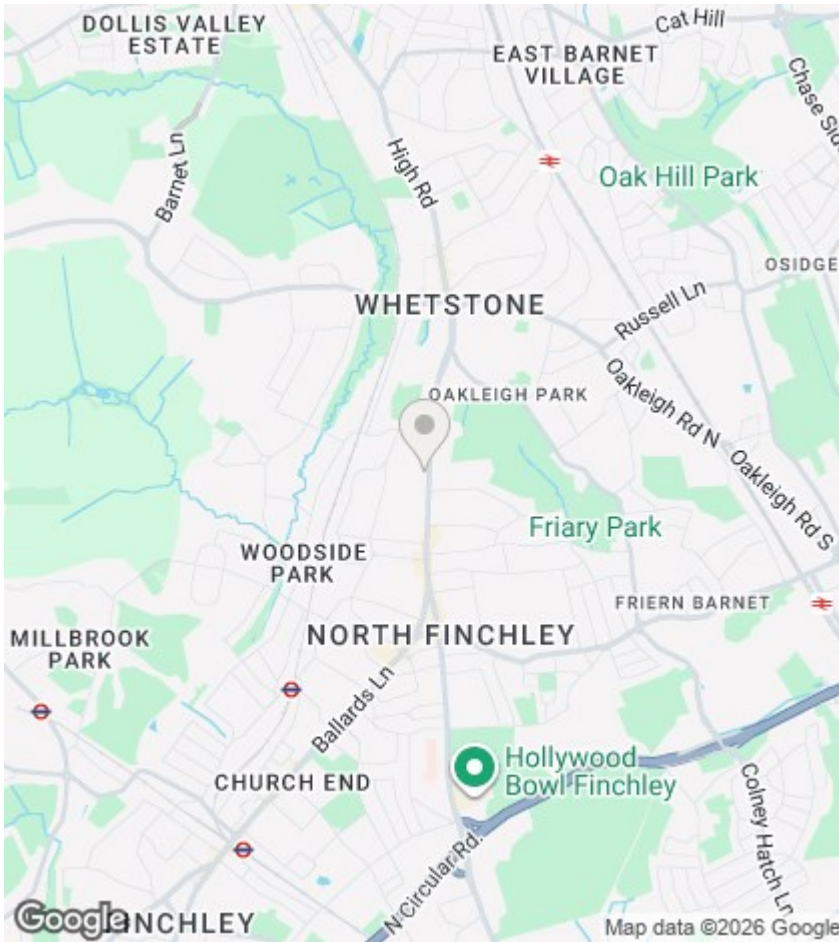 DOLLIS VALLEY
ESTATE
Cat Hill
EAST BARNET
VILLAGE
Chase Sid
High Rd
Barnet Ln
Oak Hill Park
OSIDGE
WHETSTONE
Russell Ln
OAKLEIGH PARK
Oakleigh Rd N
Oakleigh Rd S
Friary Park
WOODSIDE
PARK
FRIERN BARNET
MILLBROOK
PARK
NORTH FINCHLEY
Ballards Ln
Hollywood
Bowl Finchley
CHURCH END
Colney Hatch Ln
N Circular Rd.
Google
FINCHLEY
Map data ©2026 Google